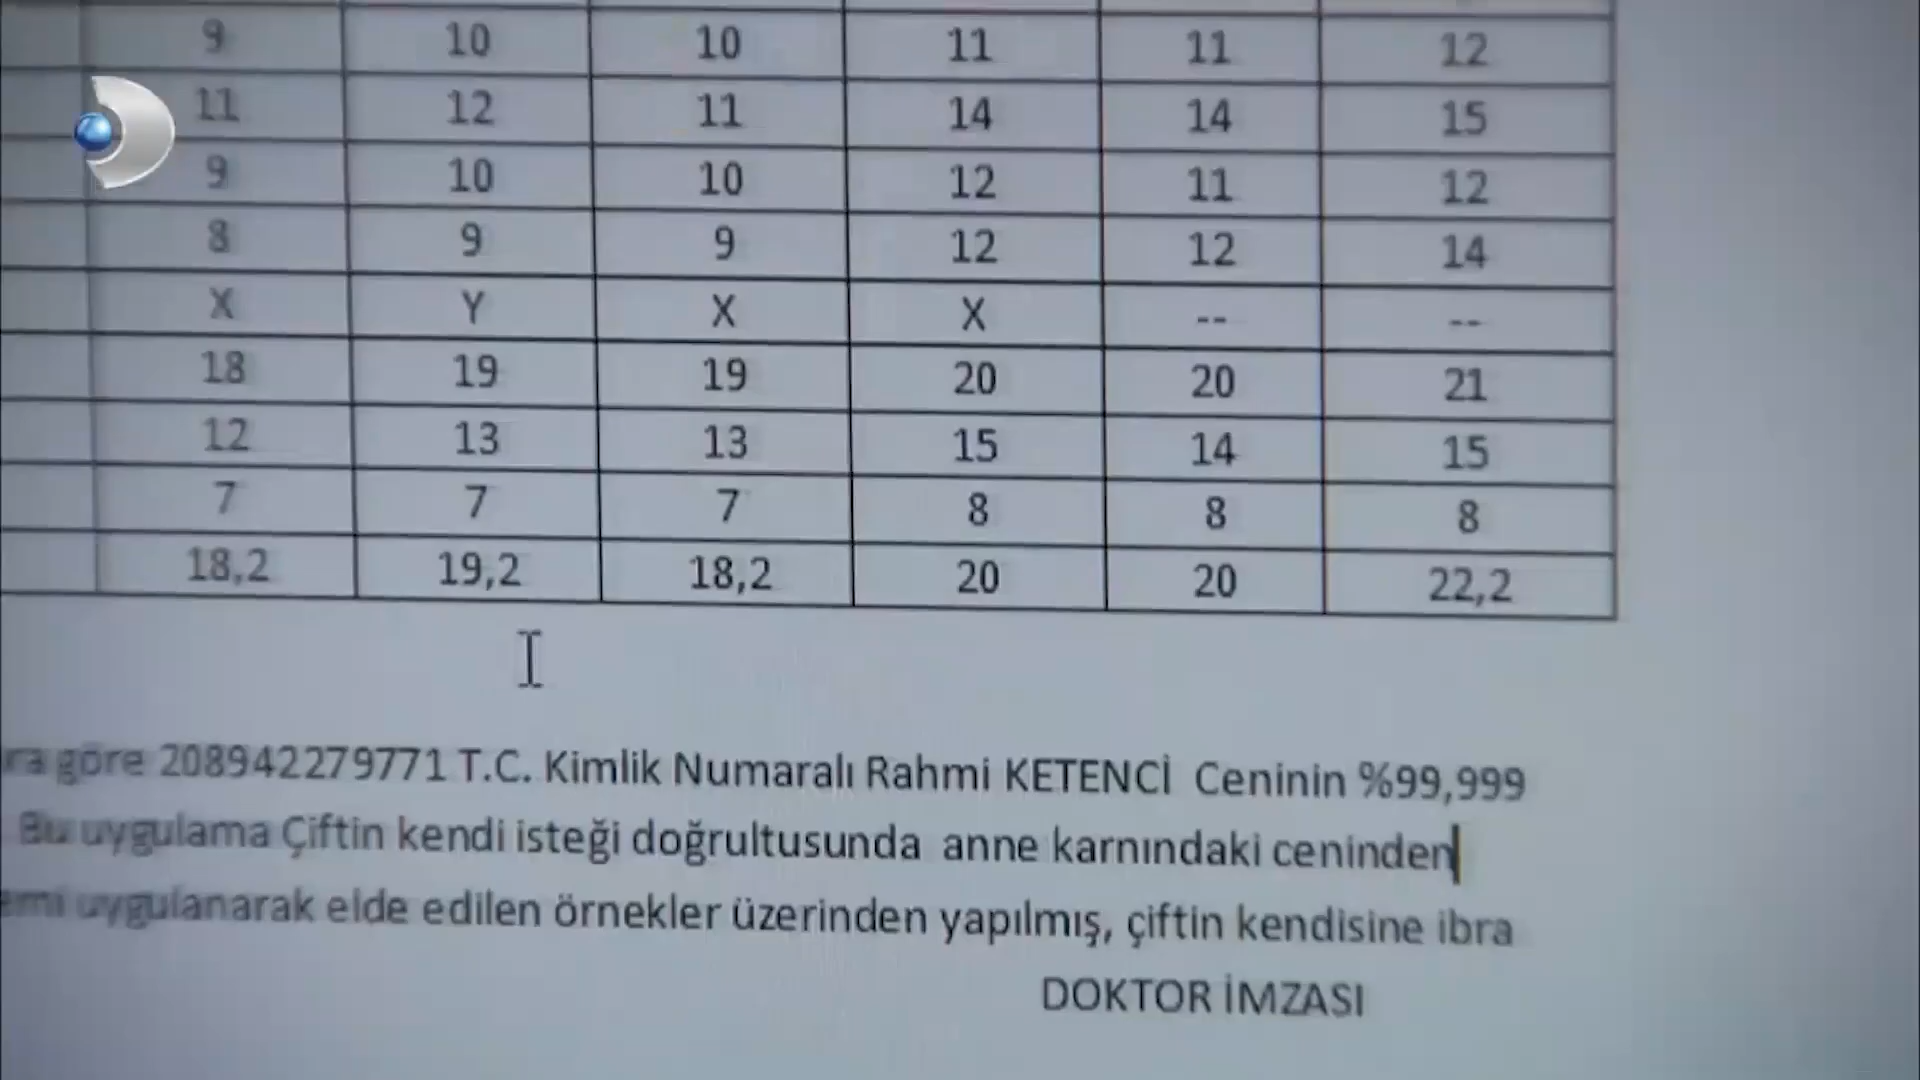 9 10 10 11 11 12
11 12 11 14 14 15
9 10 10 12 11 12
8 9 9 12 12 14
X Y X X -- --
18 19 19 20 20 21
12 13 13 15 14 15
7 7 7 8 8 8
18,2 19,2 18,2 20 20 22,2
göre 208942279771 T.C. Kimlik Numaralı Rahmi KETENCİ Ceninin %99,999
Bu uygulama Çiftin kendi isteği doğrultusunda anne karnındaki ceninden
uygulanarak elde edilen örnekler üzerinden yapılmış, çiftin kendisine ibra
DOKTOR İMZASI